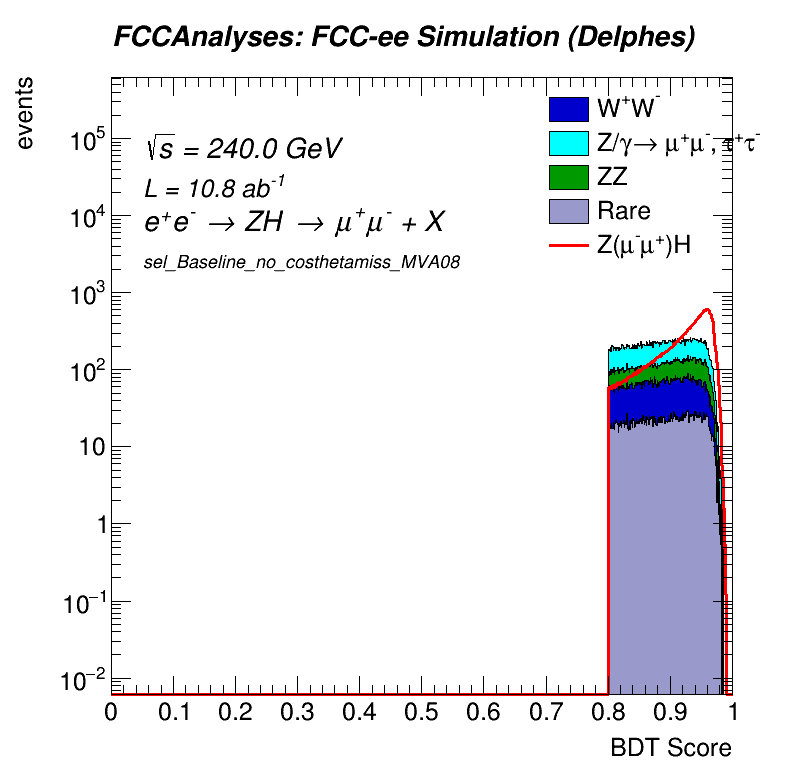 FCCAnalyses: FCC-ee Simulation (Delphes)
events
√s = 240.0 GeV
L = 10.8 ab⁻¹
e⁺e⁻ → ZH → μ⁺μ⁻ + X
sel_Baseline_no_costhetamiss_MVA08
W⁺W⁻
Z/γ→ μ⁺μ⁻, τ⁺τ⁻
ZZ
Rare
Z(μ⁻μ⁺)H
10⁵
10⁴
10³
10²
10
1
10⁻¹
10⁻²
0 0.1 0.2 0.3 0.4 0.5 0.6 0.7 0.8 0.9 1
BDT Score